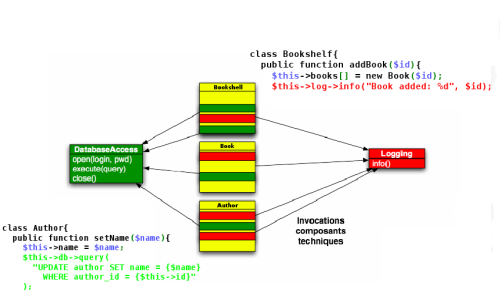 class Bookshelf{
public function addBook($id){
$this->books[] = new Book($id);
$this->log->info("Book added: %d", $id);
Bookshelf
DatabaseAccess
open(login, pwd)
execute(query)
close()
Book
Logging
info()
Author
Invocations
composants
techniques
class Author{
public function setName($name){
$this->name = $name;
$this->db->query(
"UPDATE author SET name = {$name}
WHERE author_id = {$this->id}"
);